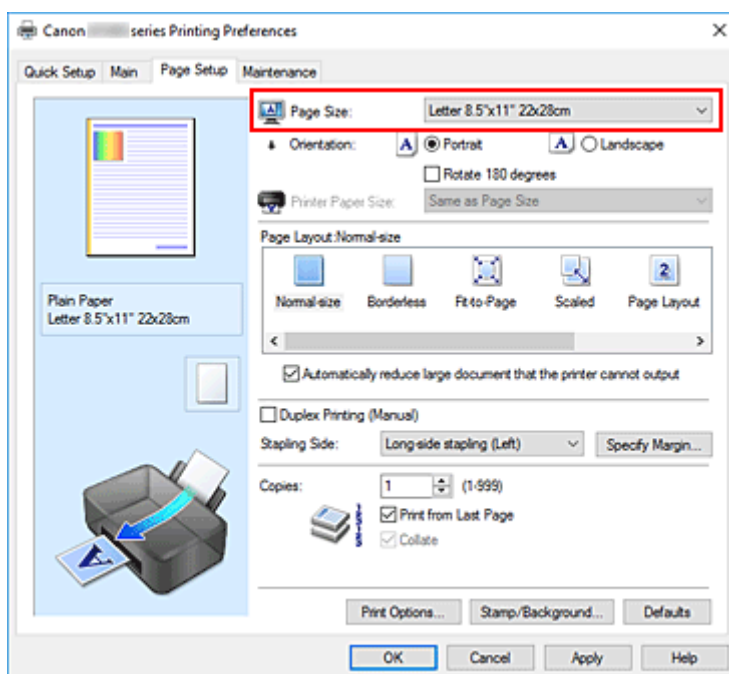 Canon series Printing Preferences
Quick Setup Main Page Setup Maintenance
Page Size: Letter 8.5"x11" 22x28cm
Orientation: A Portrait A Landscape
Rotate 180 degrees
Printer Paper Size: Same as Page Size
Page Layout:Normal-size
2
Normal-size Borderless Fit-to-Page Scaled Page Layout
Plain Paper
Letter 8.5"x11" 22x28cm
Automatically reduce large document that the printer cannot output
Duplex Printing (Manual)
Stapling Side: Long-side stapling (Left) Specify Margin...
Copies: 1 (1-999)
Print from Last Page
Collate
A
Print Options... Stamp/Background... Defaults
OK Cancel Apply Help